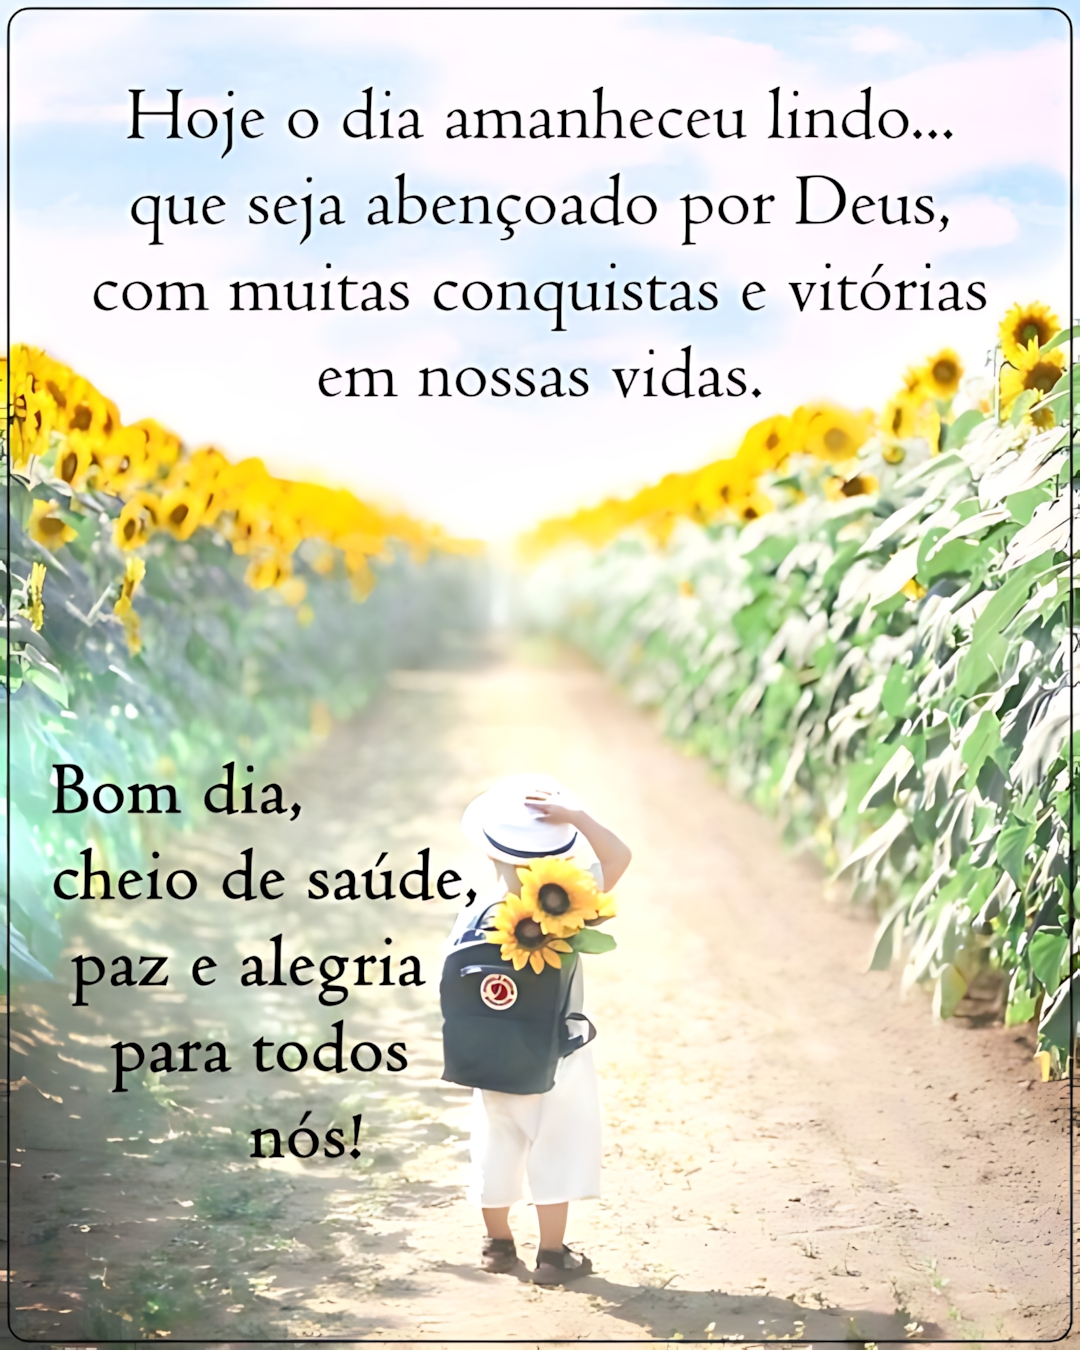 Hoje o dia amanheceu lindo...
que seja abençoado por Deus,
com muitas conquistas e vitórias
em nossas vidas.
Bom dia,
cheio de saúde,
paz e alegria
para todos
nós!